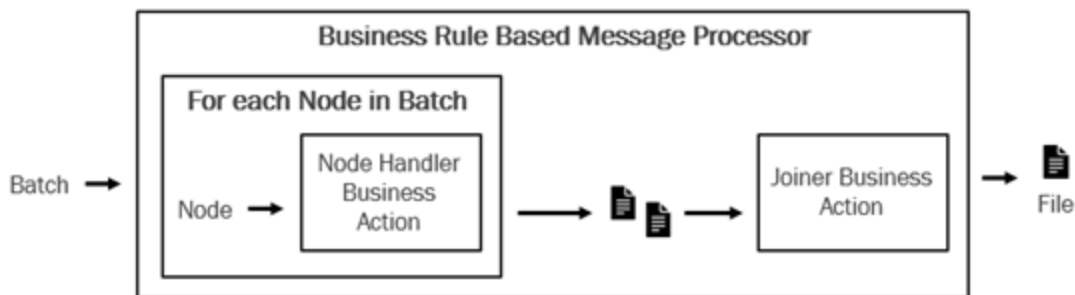 Business Rule Based Message Processor
For each Node in Batch
Batch
Node
Node Handler
Business
Action
Joiner Business
Action
File